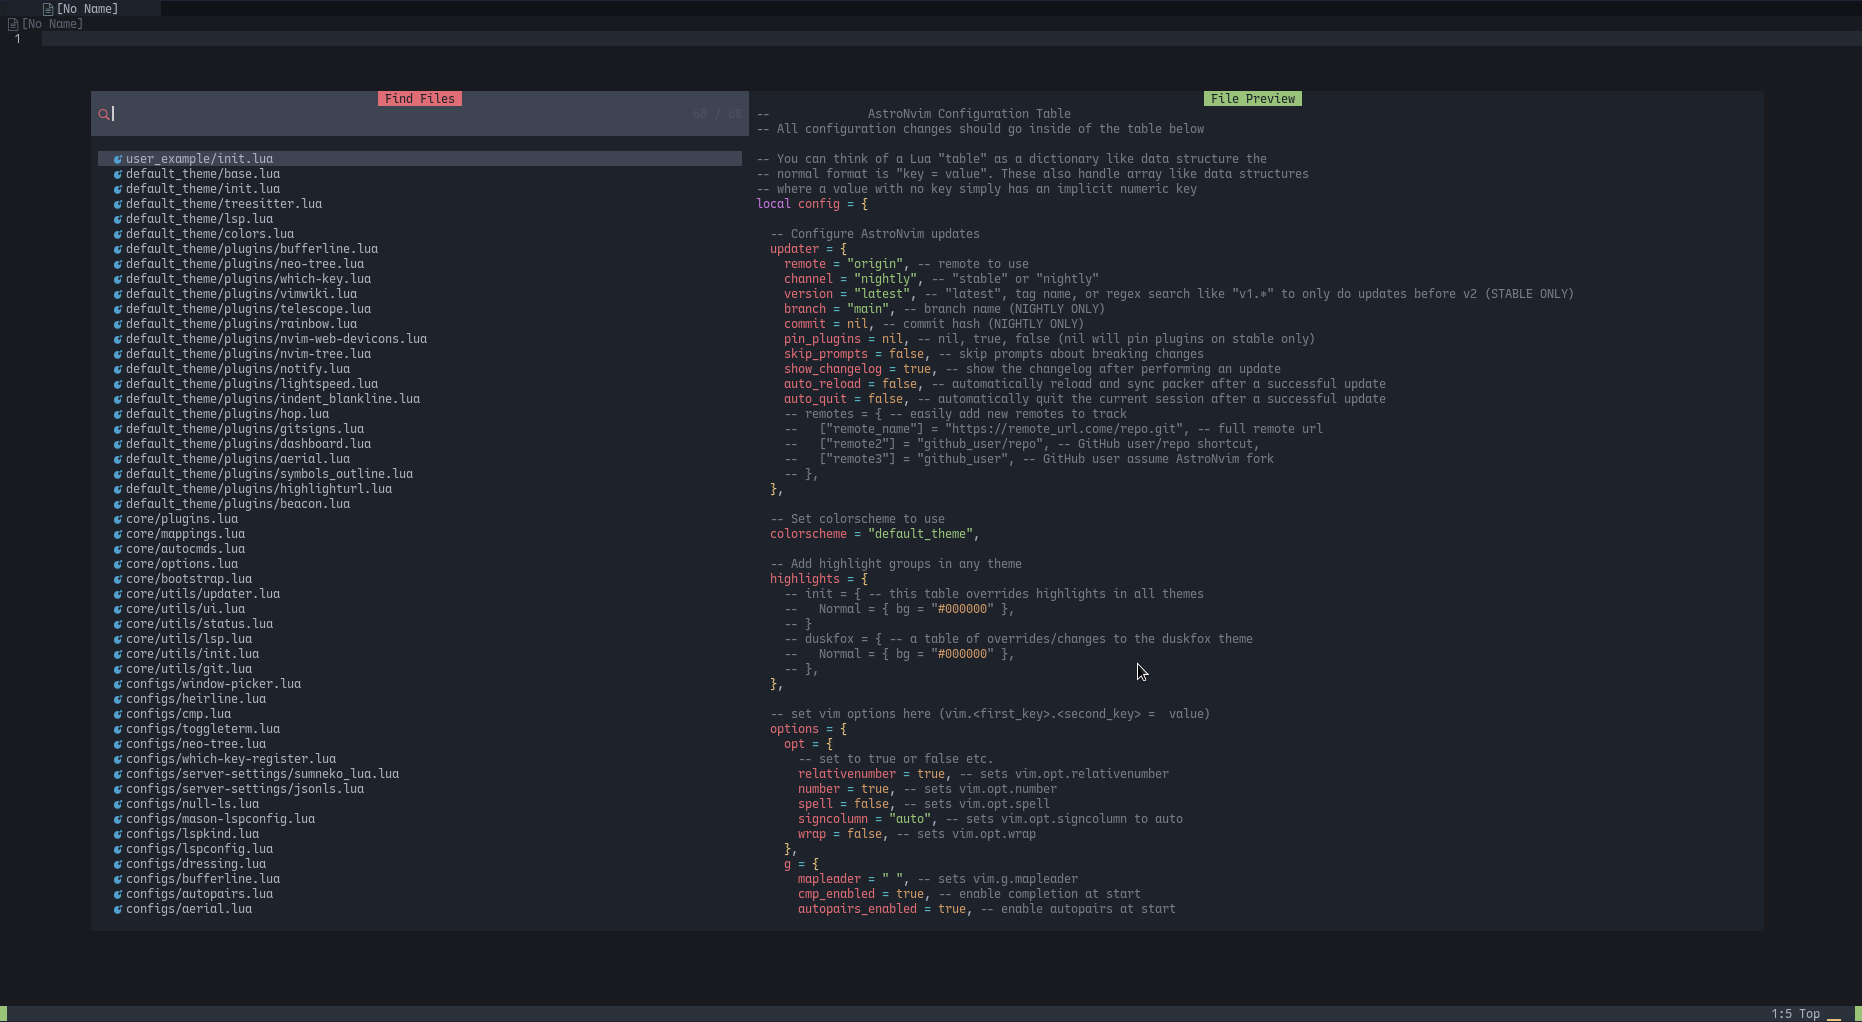 [No Name]
[No Name]
1
Find Files
68 / 68
user_example/init.lua
default_theme/base.lua
default_theme/init.lua
default_theme/treesitter.lua
default_theme/lsp.lua
default_theme/colors.lua
default_theme/plugins/bufferline.lua
default_theme/plugins/neo-tree.lua
default_theme/plugins/which-key.lua
default_theme/plugins/vimwiki.lua
default_theme/plugins/telescope.lua
default_theme/plugins/rainbow.lua
default_theme/plugins/nvim-web-devicons.lua
default_theme/plugins/nvim-tree.lua
default_theme/plugins/notify.lua
default_theme/plugins/lightspeed.lua
default_theme/plugins/indent_blankline.lua
default_theme/plugins/hop.lua
default_theme/plugins/gitsigns.lua
default_theme/plugins/dashboard.lua
default_theme/plugins/aerial.lua
default_theme/plugins/symbols_outline.lua
default_theme/plugins/highlighturl.lua
default_theme/plugins/beacon.lua
core/plugins.lua
core/mappings.lua
core/autocmds.lua
core/options.lua
core/bootstrap.lua
core/utils/updater.lua
core/utils/ui.lua
core/utils/status.lua
core/utils/lsp.lua
core/utils/init.lua
core/utils/git.lua
configs/window-picker.lua
configs/heirline.lua
configs/cmp.lua
configs/toggleterm.lua
configs/neo-tree.lua
configs/which-key-register.lua
configs/server-settings/sumneko_lua.lua
configs/server-settings/jsonls.lua
configs/null-ls.lua
configs/mason-lspconfig.lua
configs/lspkind.lua
configs/lspconfig.lua
configs/dressing.lua
configs/bufferline.lua
configs/autopairs.lua
configs/aerial.lua
File Preview
--              AstroNvim Configuration Table
-- All configuration changes should go inside of the table below
-- You can think of a Lua "table" as a dictionary like data structure the
-- normal format is "key = value". These also handle array like data structures
-- where a value with no key simply has an implicit numeric key
local config = {
  -- Configure AstroNvim updates
  updater = {
    remote = "origin", -- remote to use
    channel = "nightly", -- "stable" or "nightly"
    version = "latest", -- "latest", tag name, or regex search like "v1.*" to only do updates before v2 (STABLE ONLY)
    branch = "main", -- branch name (NIGHTLY ONLY)
    commit = nil, -- commit hash (NIGHTLY ONLY)
    pin_plugins = nil, -- nil, true, false (nil will pin plugins on stable only)
    skip_prompts = false, -- skip prompts about breaking changes
    show_changelog = true, -- show the changelog after performing an update
    auto_reload = false, -- automatically reload and sync packer after a successful update
    auto_quit = false, -- automatically quit the current session after a successful update
    -- remotes = { -- easily add new remotes to track
    --   ["remote_name"] = "https://remote_url.come/repo.git", -- full remote url
    --   ["remote2"] = "github_user/repo", -- GitHub user/repo shortcut,
    --   ["remote3"] = "github_user", -- GitHub user assume AstroNvim fork
    -- },
  },
  -- Set colorscheme to use
  colorscheme = "default_theme",
  -- Add highlight groups in any theme
  highlights = {
    -- init = { -- this table overrides highlights in all themes
    --   Normal = { bg = "#000000" },
    -- }
    -- duskfox = { -- a table of overrides/changes to the duskfox theme
    --   Normal = { bg = "#000000" },
    -- },
  },
  -- set vim options here (vim.<first_key>.<second_key> =  value)
  options = {
    opt = {
      -- set to true or false etc.
      relativenumber = true, -- sets vim.opt.relativenumber
      number = true, -- sets vim.opt.number
      spell = false, -- sets vim.opt.spell
      signcolumn = "auto", -- sets vim.opt.signcolumn to auto
      wrap = false, -- sets vim.opt.wrap
    },
    g = {
      mapleader = " ", -- sets vim.g.mapleader
      cmp_enabled = true, -- enable completion at start
      autopairs_enabled = true, -- enable autopairs at start
1:5 Top